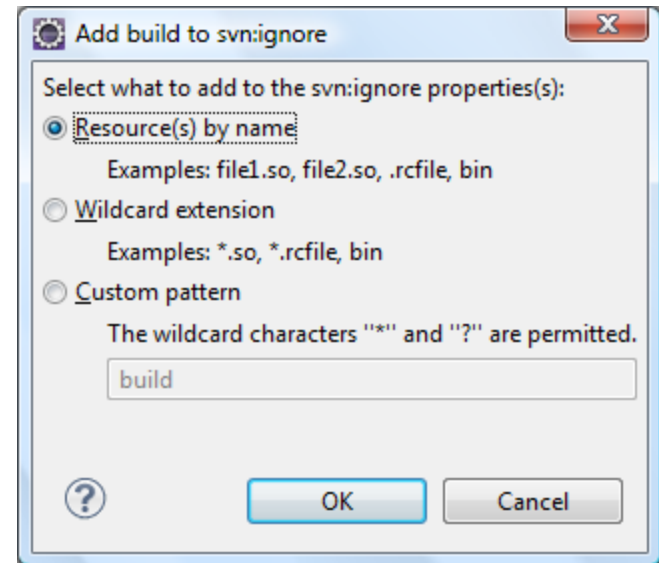 Add build to svn:ignore
Select what to add to the svn:ignore properties(s):
Resource(s) by name
Examples: file1.so, file2.so, .rcfile, bin
Wildcard extension
Examples: *.so, *.rcfile, bin
Custom pattern
The wildcard characters "*" and "?" are permitted.
build
OK Cancel